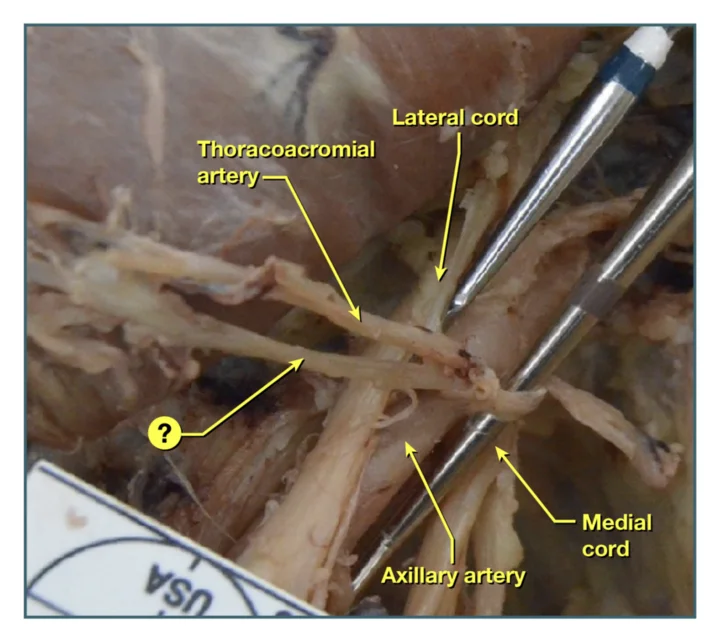 Lateral cord
Thoracoacromial
artery
?
Medial
cord
Axillary artery
USA